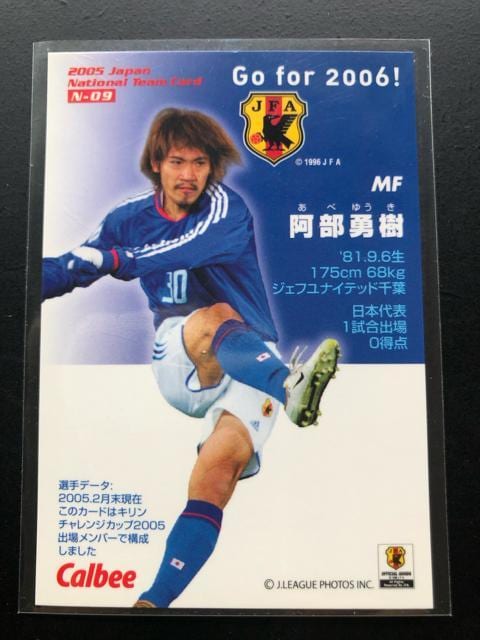 2005 Japan
National Team Card
N-09
Go for 2006!
JFA
© 1996 J F A
MF
あべゆうき
阿部勇樹
'81.9.6生
175cm 68kg
ジェフユナイテッド千葉
日本代表
1試合出場
0得点
30
選手データ:
2005.2月末現在
このカードはキリン
チャレンジカップ2005
出場メンバーで構成
しました
Calbee
© J.LEAGUE PHOTOS INC.